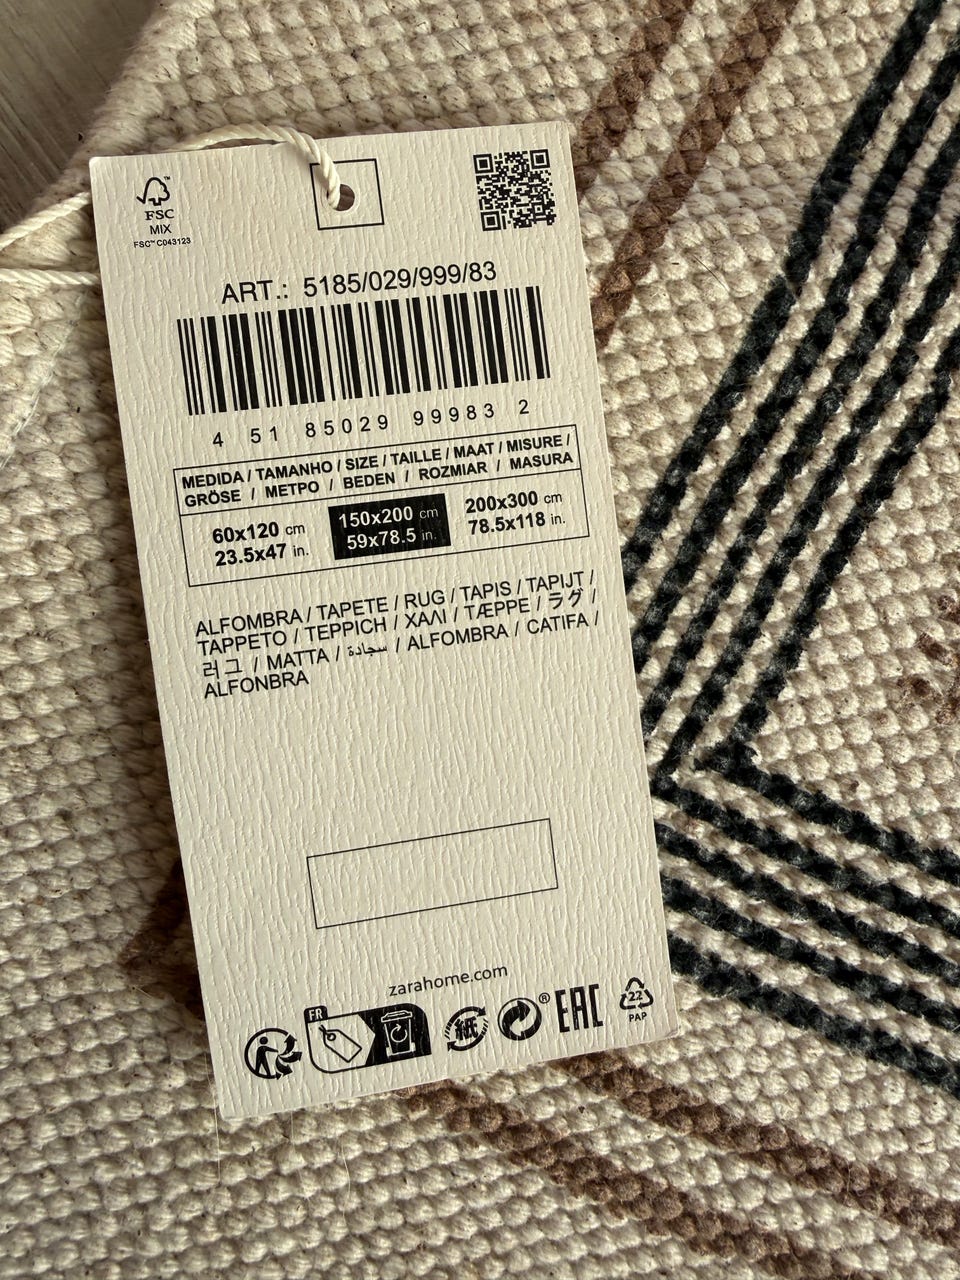 FSC™
MIX
FSC™ C043123
ART.: 5185/029/999/83
4 51 85029 99983 2
MEDIDA / TAMANHO / SIZE / TAILLE / MAAT / MISURE /
GRÖSE / ΜΕΤΡΟ / BEDEN / ROZMIAR / MASURA
60x120 cm 150x200 cm 200x300 cm
23.5x47 in. 59x78.5 in. 78.5x118 in.
ALFOMBRA / TAPETE / RUG / TAPIS / TAPIJT /
TAPPETO / TEPPICH / ΧΑΛΙ / TÆPPE / ラグ /
러그 / MATTA / سجادة / ALFOMBRA / CATIFA /
ALFONBRA
zarahome.com
FR
®
EAC
22
PAP